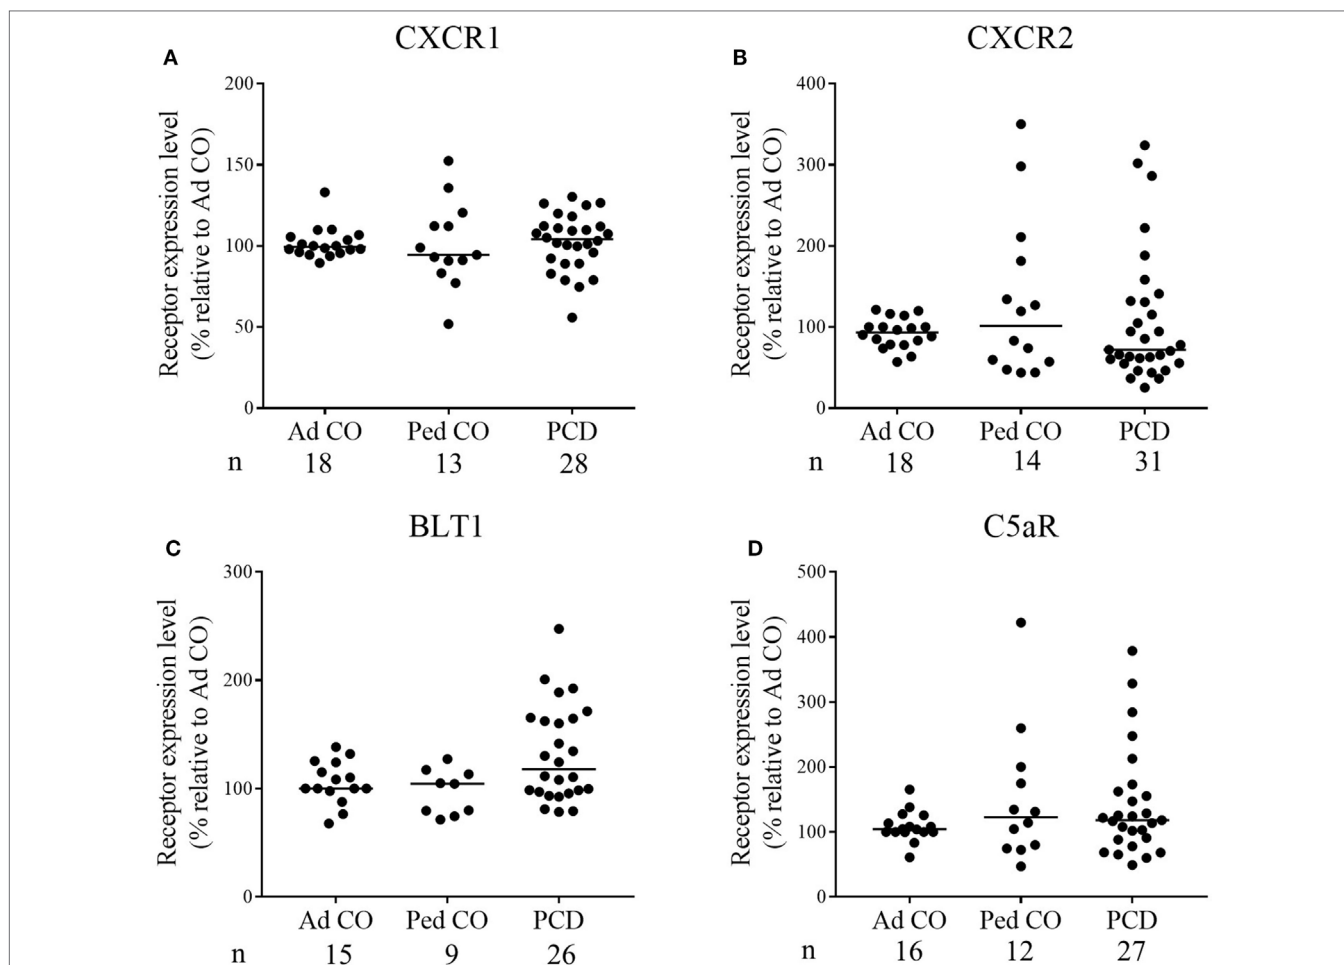 A
CXCR1
Receptor expression level
(% relative to Ad CO)
200
150
100
50
0
Ad CO Ped CO PCD
n 18 13 28
B
CXCR2
Receptor expression level
(% relative to Ad CO)
400
300
200
100
0
Ad CO Ped CO PCD
n 18 14 31
C
BLT1
Receptor expression level
(% relative to Ad CO)
300
200
100
0
Ad CO Ped CO PCD
n 15 9 26
D
C5aR
Receptor expression level
(% relative to Ad CO)
500
400
300
200
100
0
Ad CO Ped CO PCD
n 16 12 27